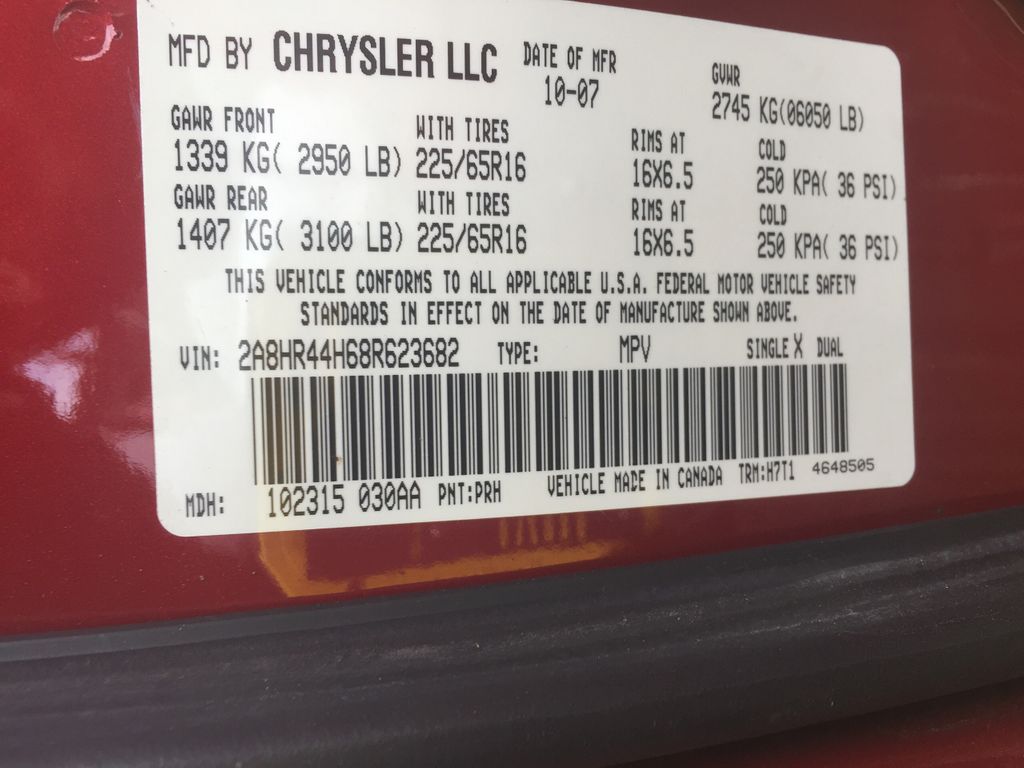 MFD BY CHRYSLER LLC DATE OF MFR GVWR
10-07 2745 KG(06050 LB)
GAWR FRONT WITH TIRES RIMS AT COLD
1339 KG( 2950 LB) 225/65R16 16X6.5 250 KPA( 36 PSI)
GAWR REAR WITH TIRES RIMS AT COLD
1407 KG( 3100 LB) 225/65R16 16X6.5 250 KPA( 36 PSI)
THIS VEHICLE CONFORMS TO ALL APPLICABLE U.S.A. FEDERAL MOTOR VEHICLE SAFETY
STANDARDS IN EFFECT ON THE DATE OF MANUFACTURE SHOWN ABOVE.
VIN: 2A8HR44H68R623682 TYPE: MPV SINGLE X DUAL
MDH: 102315 030AA PNT:PRH VEHICLE MADE IN CANADA TRM:H7T1 4648505